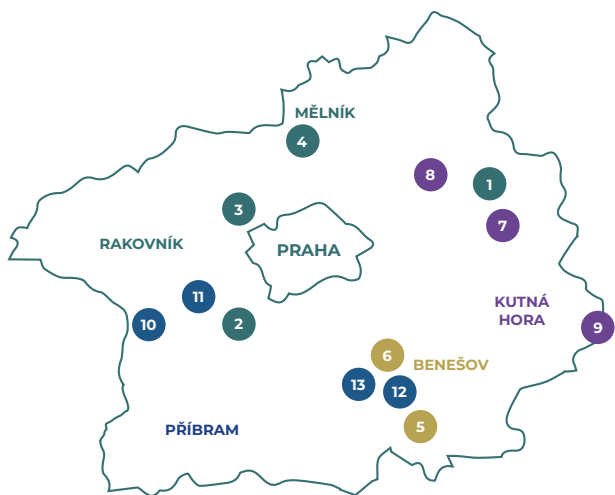 MĚLNÍK
4
8
1
3
7
RAKOVNÍK
PRAHA
11
10
2
KUTNÁ
HORA
9
6
BENEŠOV
13
12
PŘÍBRAM
5